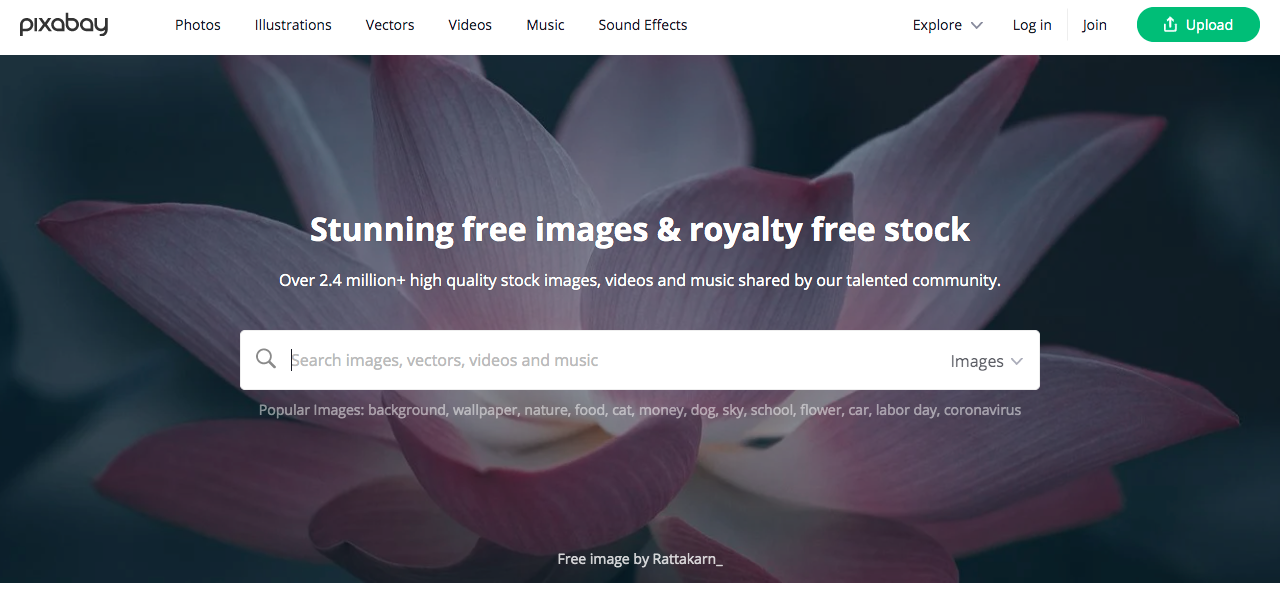 pixabay Photos Illustrations Vectors Videos Music Sound Effects Explore Log in Join Upload
Stunning free images & royalty free stock
Over 2.4 million+ high quality stock images, videos and music shared by our talented community.
Search images, vectors, videos and music Images
Popular Images: background, wallpaper, nature, food, cat, money, dog, sky, school, flower, car, labor day, coronavirus
Free image by Rattakarn_